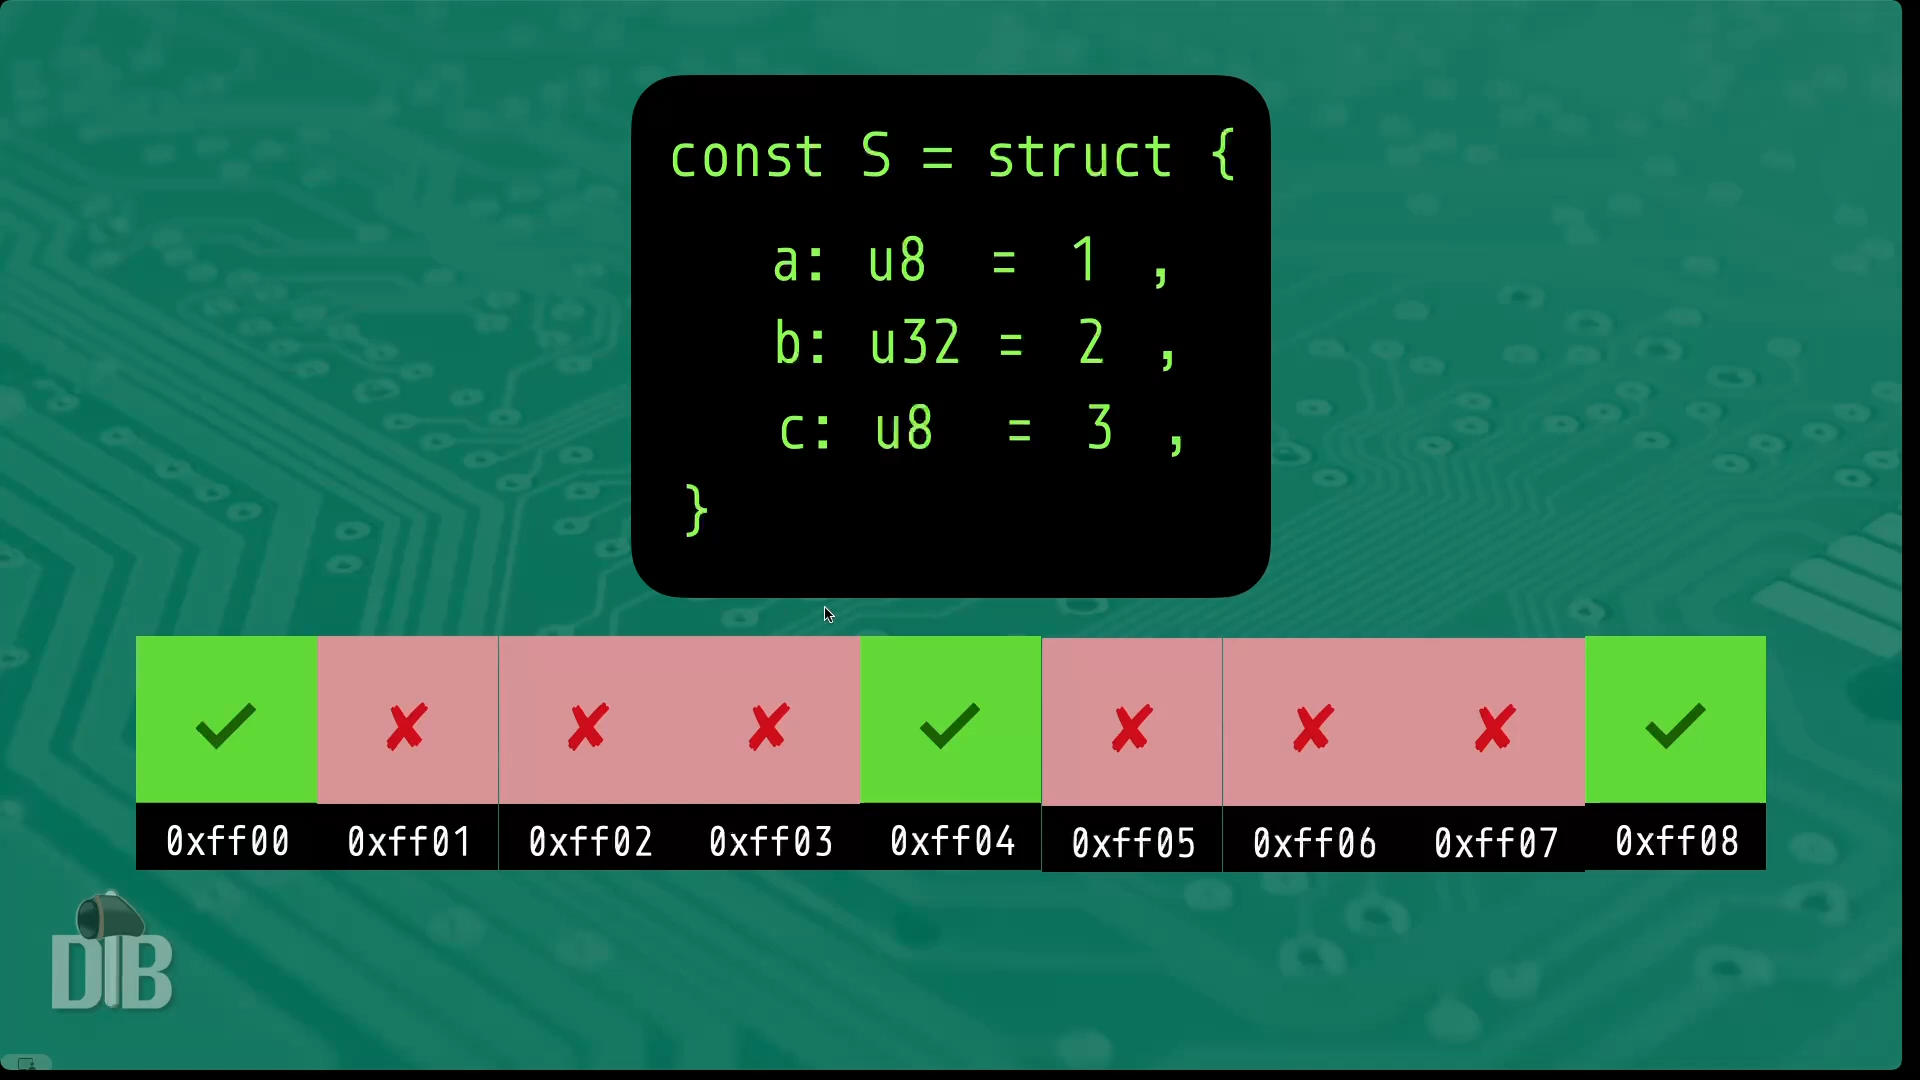 const S = struct {
a: u8 = 1 ,
b: u32 = 2 ,
c: u8 = 3 ,
}
0xff00 0xff01 0xff02 0xff03 0xff04 0xff05 0xff06 0xff07 0xff08
DIB